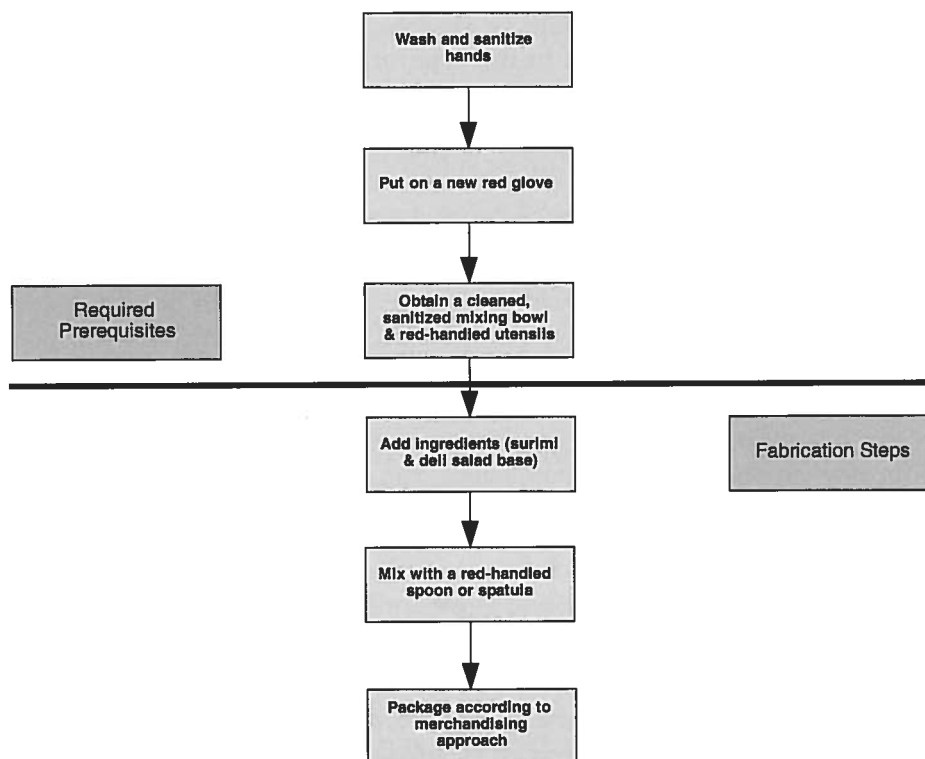 Wash and sanitize
hands
Put on a new red glove
Required
Prerequisites
Obtain a cleaned,
sanitized mixing bowl
& red-handled utensils
Add ingredients (surimi
& deli salad base)
Fabrication Steps
Mix with a red-handled
spoon or spatula
Package according to
merchandising
approach